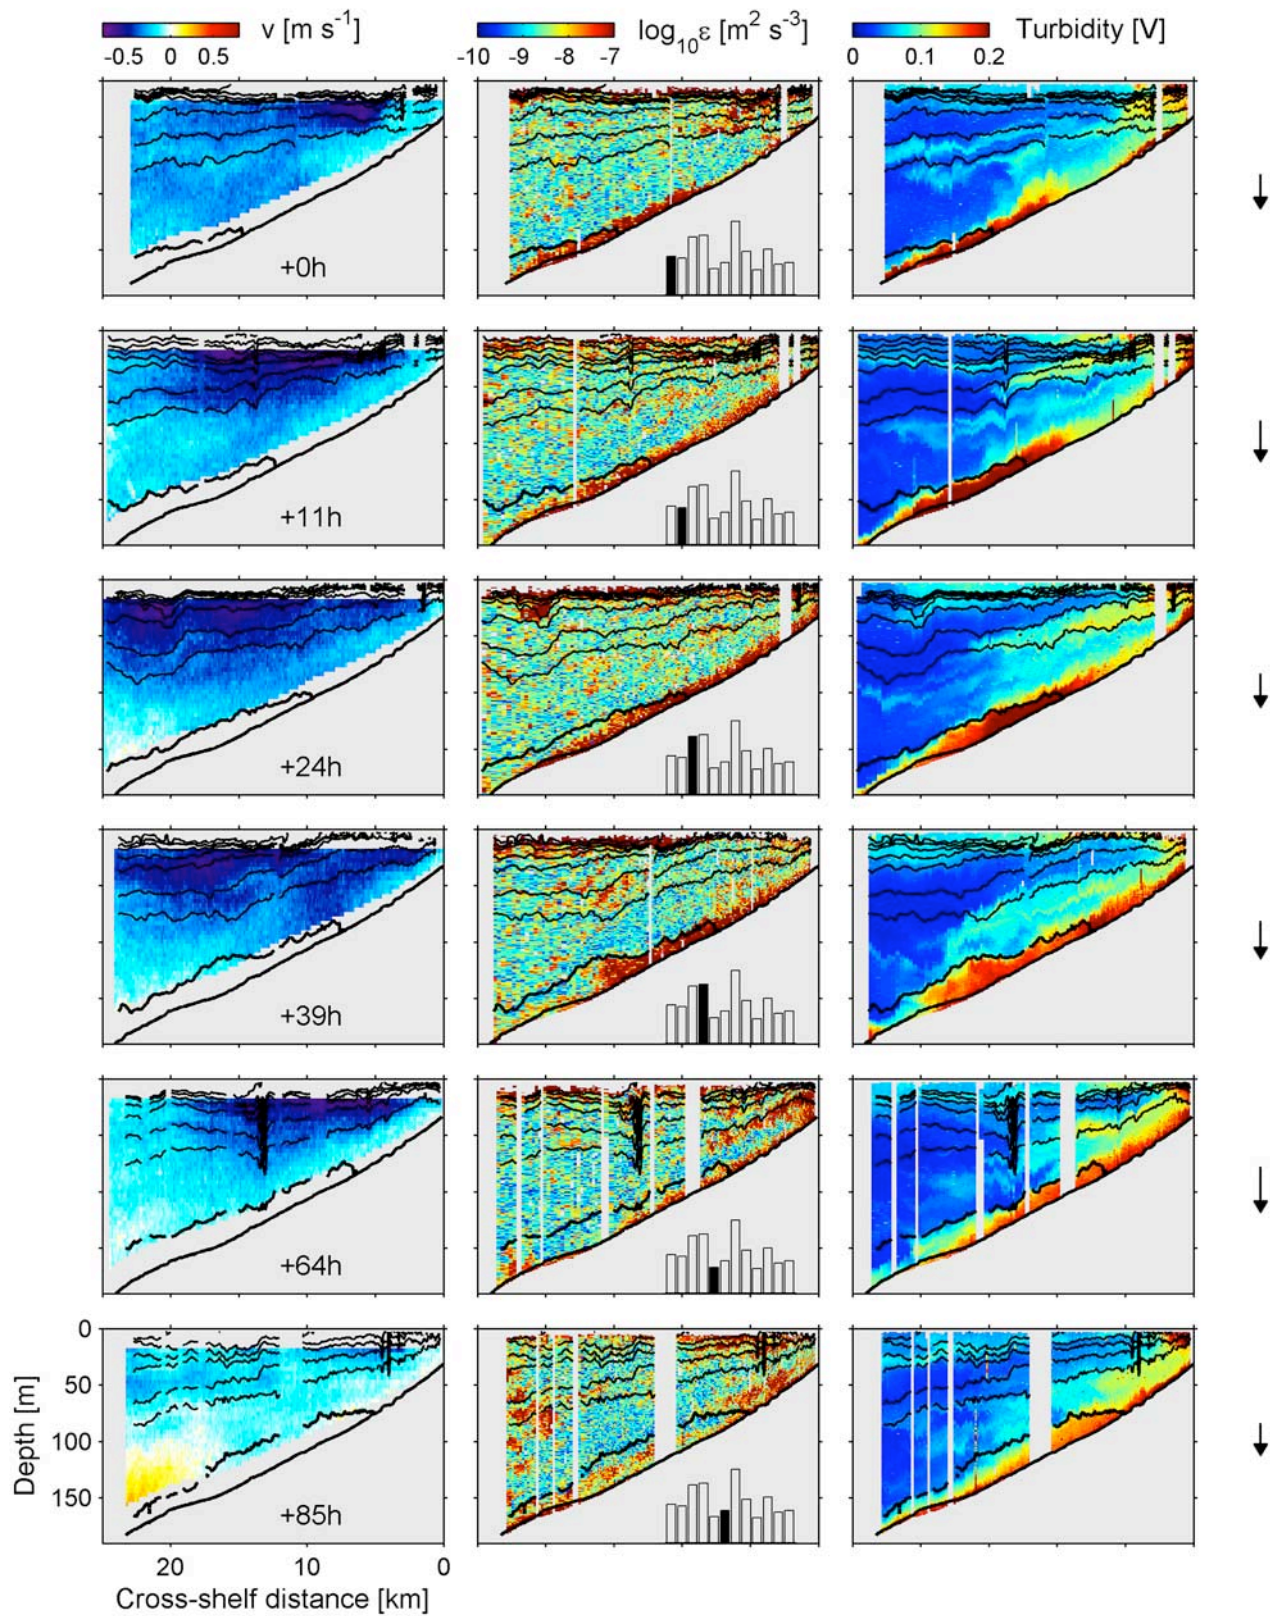 v [m s⁻¹]
-0.5 0 0.5
log₁₀ε [m² s⁻³]
-10 -9 -8 -7
Turbidity [V]
0 0.1 0.2
+0h
+11h
+24h
+39h
+64h
+85h
0
50
100
150
Depth [m]
20 10 0
Cross-shelf distance [km]